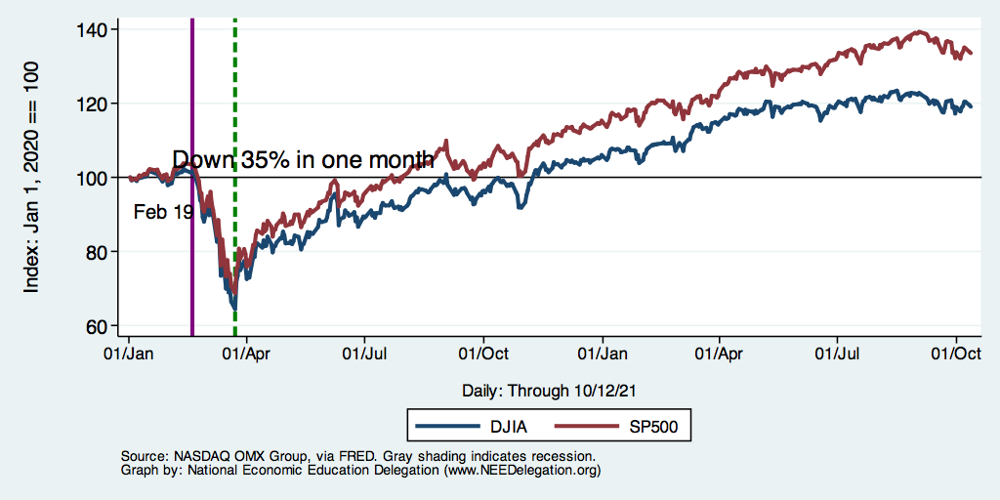 Index: Jan 1, 2020 == 100
140
120
100
80
60
Down 35% in one month
Feb 19
01/Jan 01/Apr 01/Jul 01/Oct 01/Jan 01/Apr 01/Jul 01/Oct
Daily: Through 10/12/21
DJIA SP500
Source: NASDAQ OMX Group, via FRED. Gray shading indicates recession.
Graph by: National Economic Education Delegation (www.NEEDelegation.org)